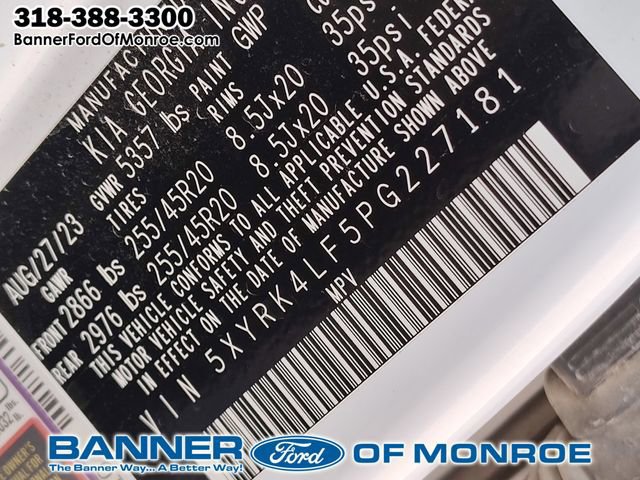 318-388-3300
BannerFordOfMonroe.com
MANUFACTURED
KIA GEORGIA, INC
AUG/27/23 GVWR 5357 lbs PAINT GWP
GAWR TIRES RIMS
FRONT 2866 lbs 255/45R20 8.5Jx20 35psi
REAR 2976 lbs 255/45R20 8.5Jx20 35psi
THIS VEHICLE CONFORMS TO ALL APPLICABLE U.S.A. FEDERAL
MOTOR VEHICLE SAFETY AND THEFT PREVENTION STANDARDS
IN EFFECT ON THE DATE OF MANUFACTURE SHOWN ABOVE
VIN 5XYRK4LF5PG227181
MPV
BANNER Ford OF MONROE
The Banner Way... A Better Way!